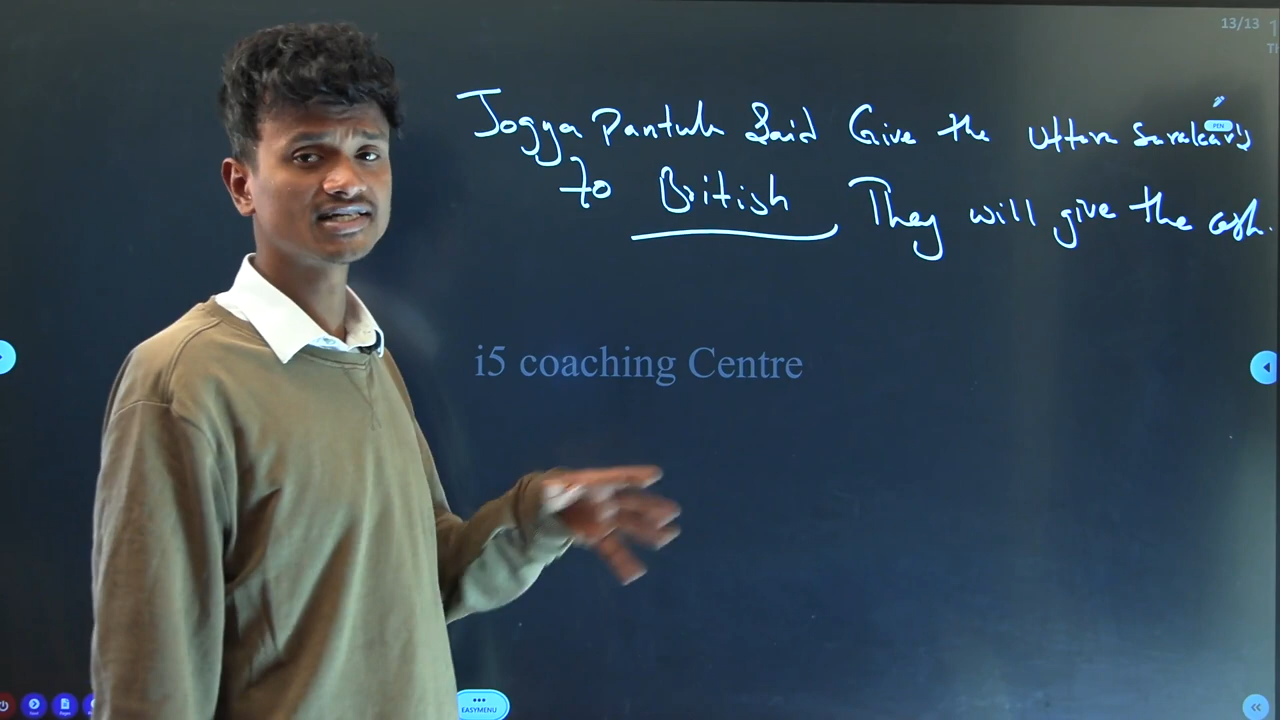 13/13
Jogya Pantulu Said Give the Uttara Saralcar's
PEN
to British They will give the cash.
i5 coaching Centre
EASYMENU